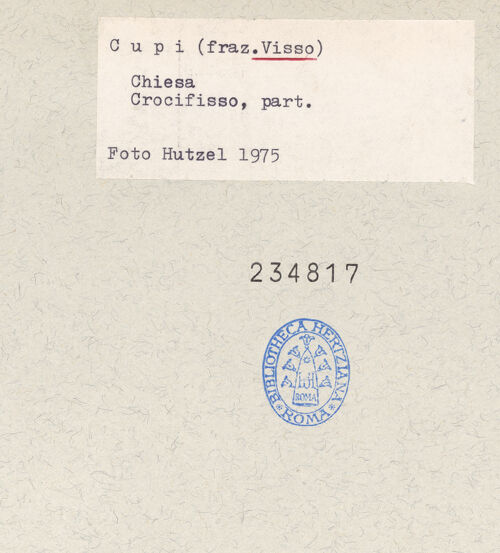 C u p i (fraz.Visso)
Chiesa
Crocifisso, part.
Foto Hutzel 1975
234817
BIBLIOTHECA HERTZIANA
ROMA
ROMA